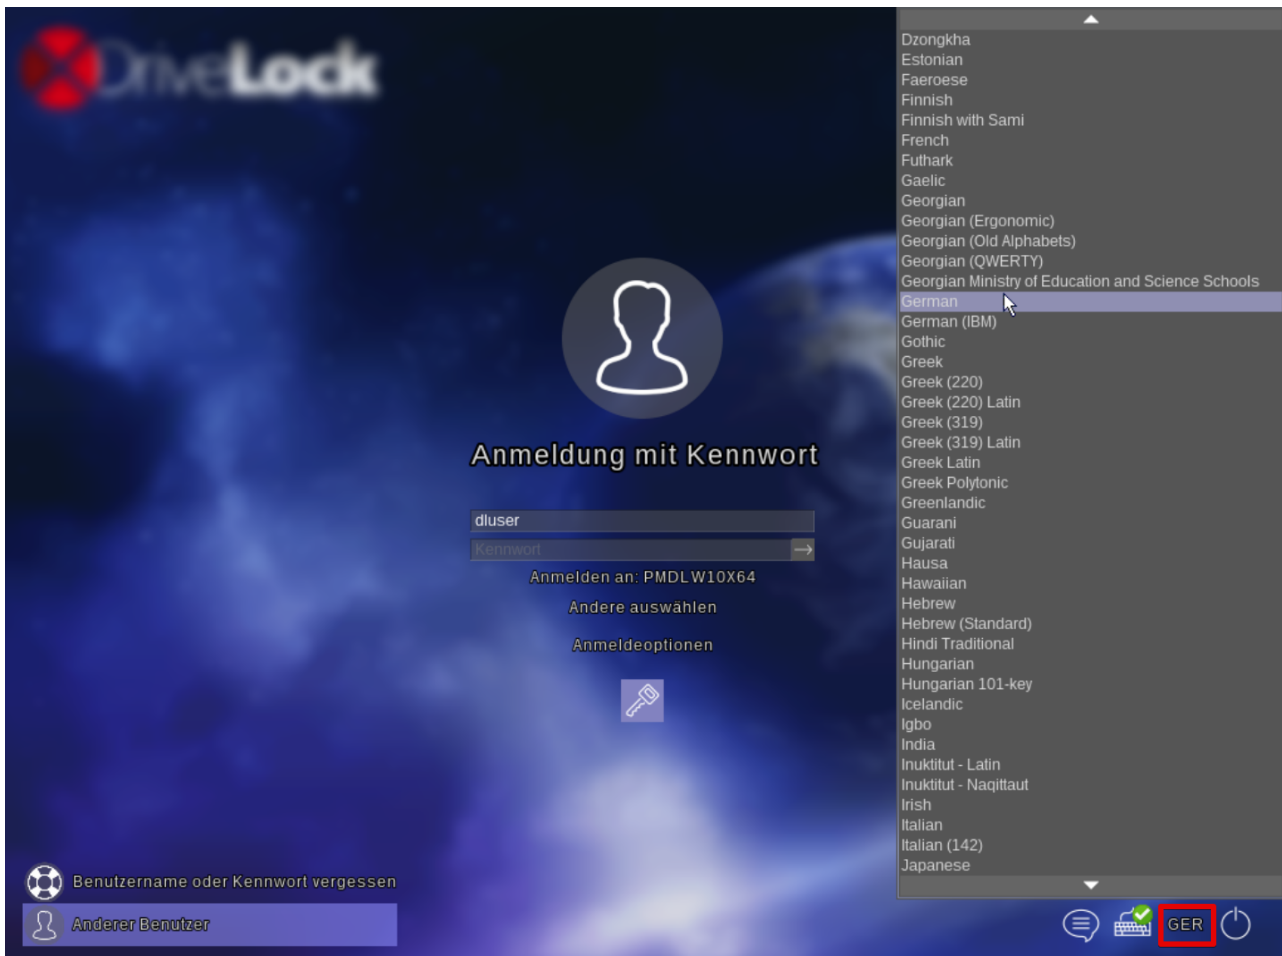 DriveLock
Dzongkha
Estonian
Faeroese
Finnish
Finnish with Sami
French
Futhark
Gaelic
Georgian
Georgian (Ergonomic)
Georgian (Old Alphabets)
Georgian (QWERTY)
Georgian Ministry of Education and Science Schools
German
German (IBM)
Gothic
Greek
Greek (220)
Greek (220) Latin
Greek (319)
Greek (319) Latin
Greek Latin
Greek Polytonic
Greenlandic
Guarani
Gujarati
Hausa
Hawaiian
Hebrew
Hebrew (Standard)
Hindi Traditional
Hungarian
Hungarian 101-key
Icelandic
Igbo
India
Inuktitut - Latin
Inuktitut - Naqittaut
Irish
Italian
Italian (142)
Japanese
Anmeldung mit Kennwort
dluser
Kennwort
Anmelden an: PMDLW10X64
Andere auswählen
Anmeldeoptionen
Benutzername oder Kennwort vergessen
Anderer Benutzer
GER